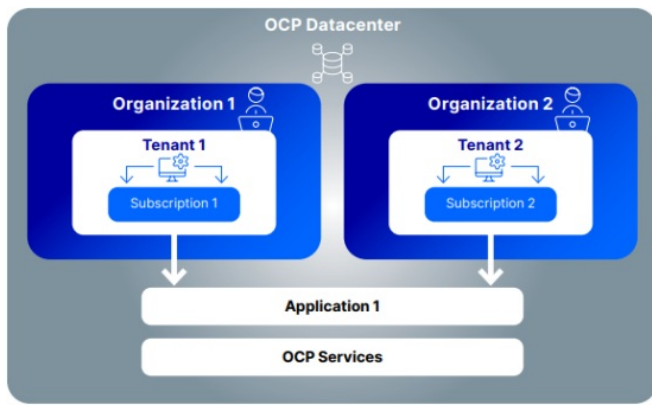 OCP Datacenter
Organization 1
Organization 2
Tenant 1
Tenant 2
Subscription 1
Subscription 2
Application 1
OCP Services